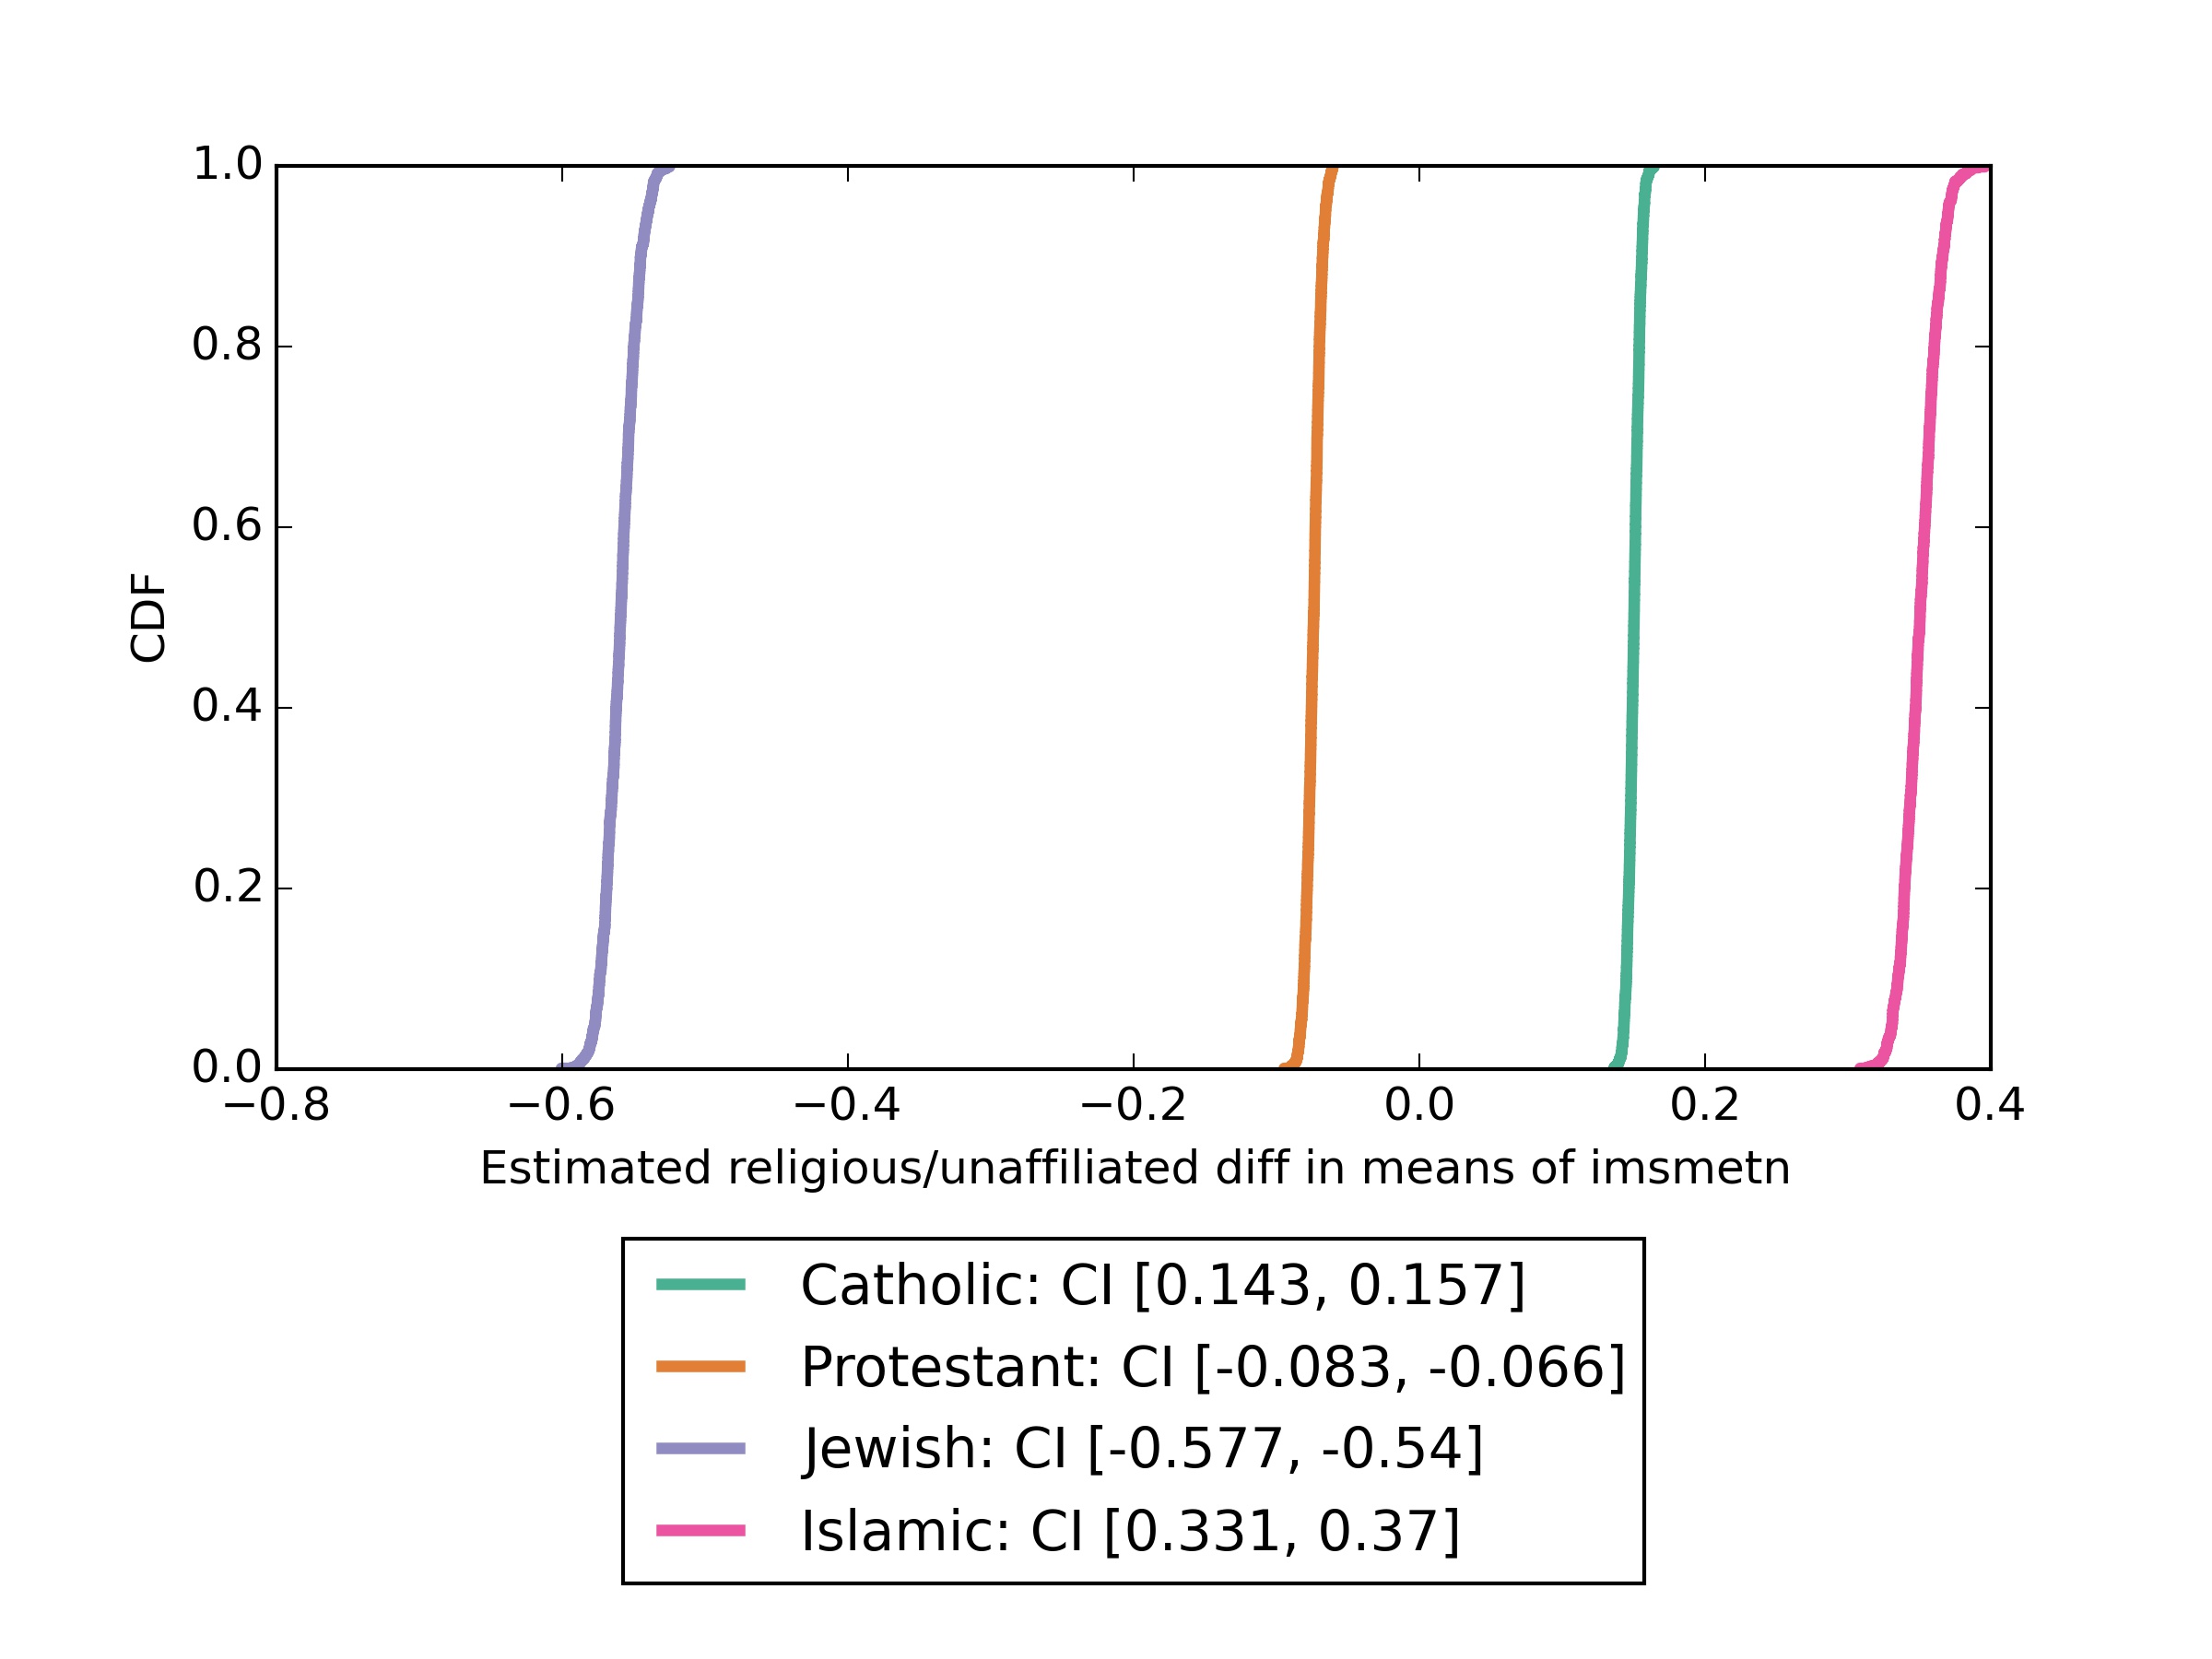 1.0
0.8
0.6
0.4
0.2
0.0
CDF
−0.8 −0.6 −0.4 −0.2 0.0 0.2 0.4
Estimated religious/unaffiliated diff in means of imsmetn
Catholic: CI [0.143, 0.157]
Protestant: CI [-0.083, -0.066]
Jewish: CI [-0.577, -0.54]
Islamic: CI [0.331, 0.37]